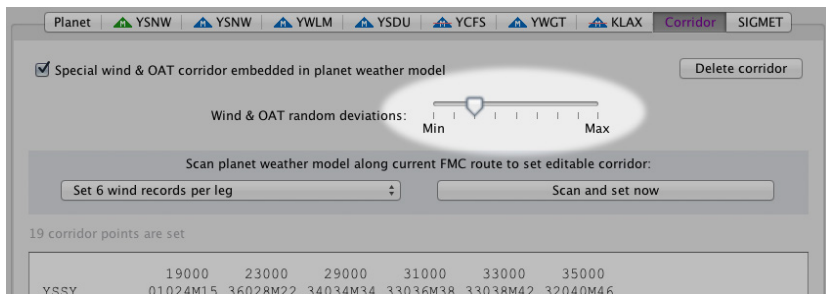 Planet YSNW YSNW YWLM YSDU YCFS YWGT KLAX Corridor SIGMET
Special wind & OAT corridor embedded in planet weather model Delete corridor
Wind & OAT random deviations:
Min Max
Scan planet weather model along current FMC route to set editable corridor:
Set 6 wind records per leg Scan and set now
19 corridor points are set
19000 23000 29000 31000 33000 35000
YSSY 01024M15 36028M22 34034M34 33036M38 33038M42 32040M46